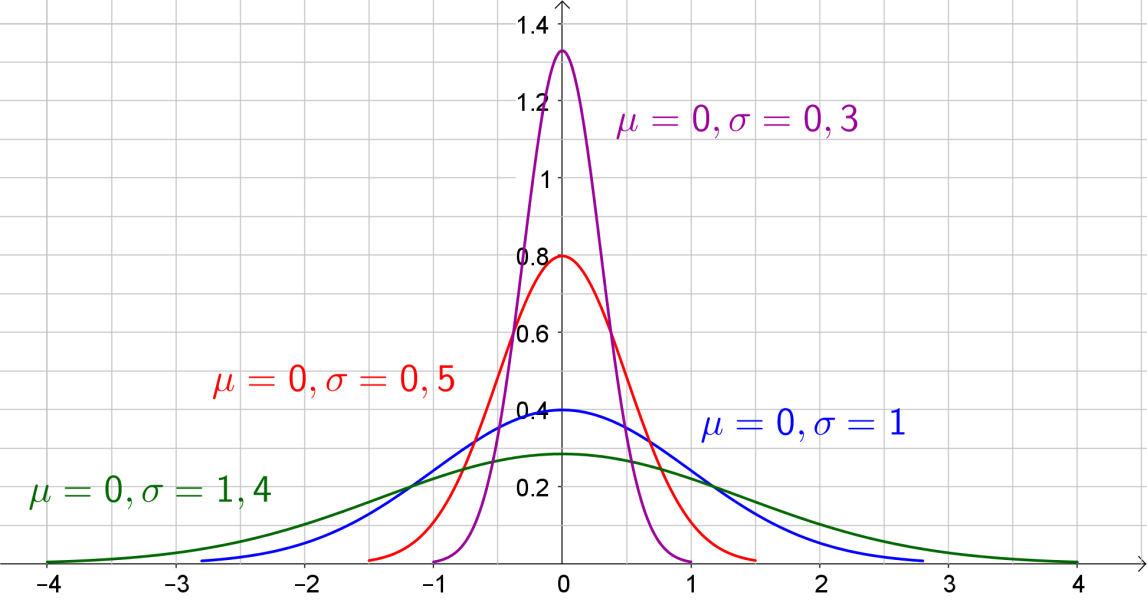 1.4
1.2
μ = 0, σ = 0, 3
1
0.8
0.6
μ = 0, σ = 0, 5
0.4
μ = 0, σ = 1
μ = 0, σ = 1, 4
0.2
−4 −3 −2 −1 0 1 2 3 4